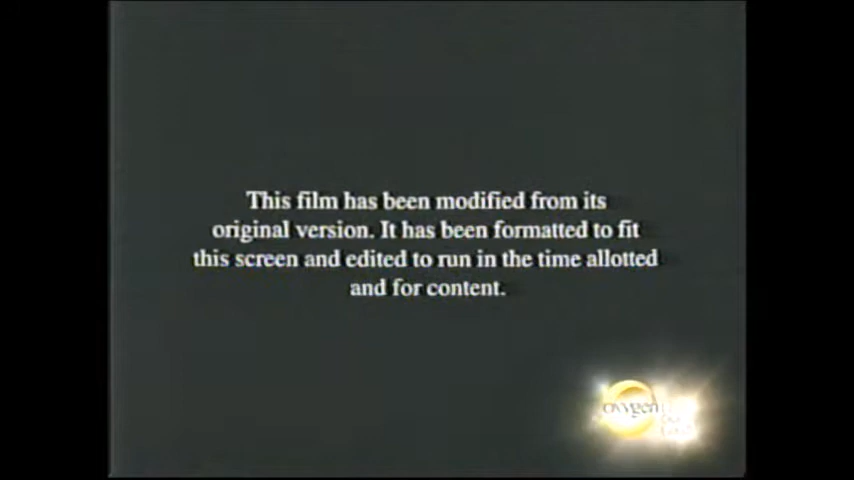 This film has been modified from its
original version. It has been formatted to fit
this screen and edited to run in the time allotted
and for content.
oxygen